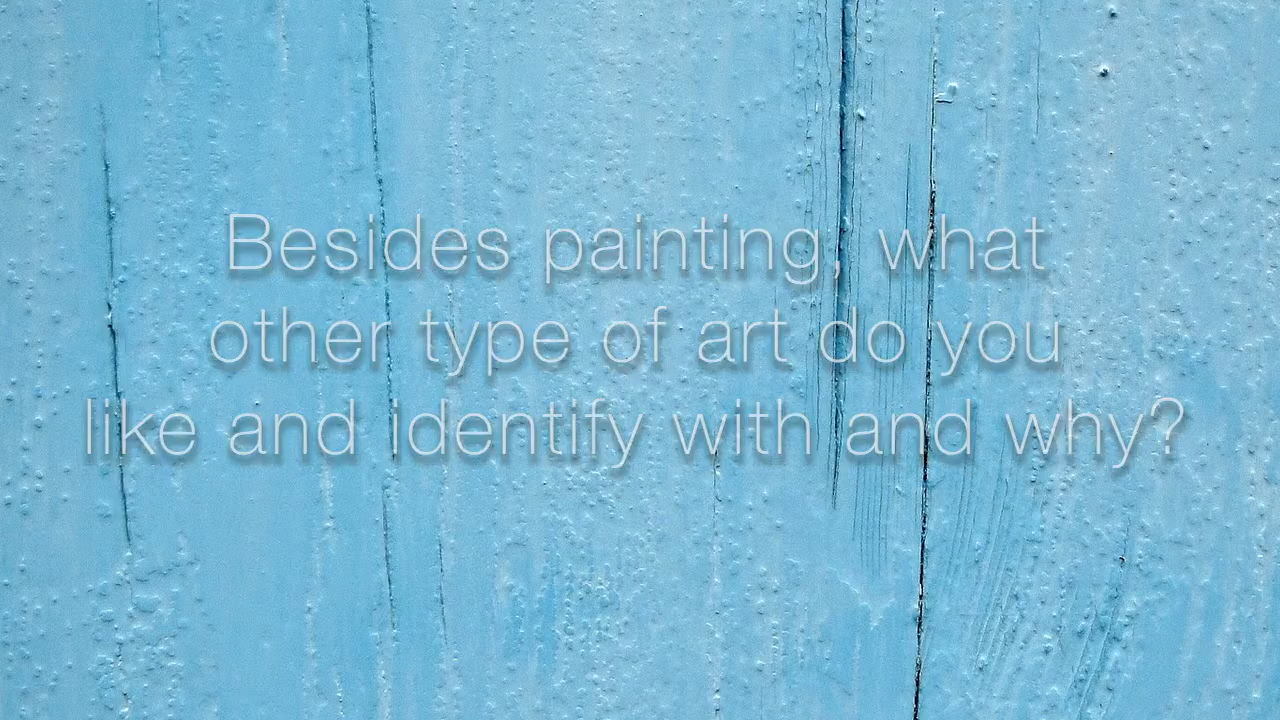 Besides painting, what
other type of art do you
like and identify with and why?